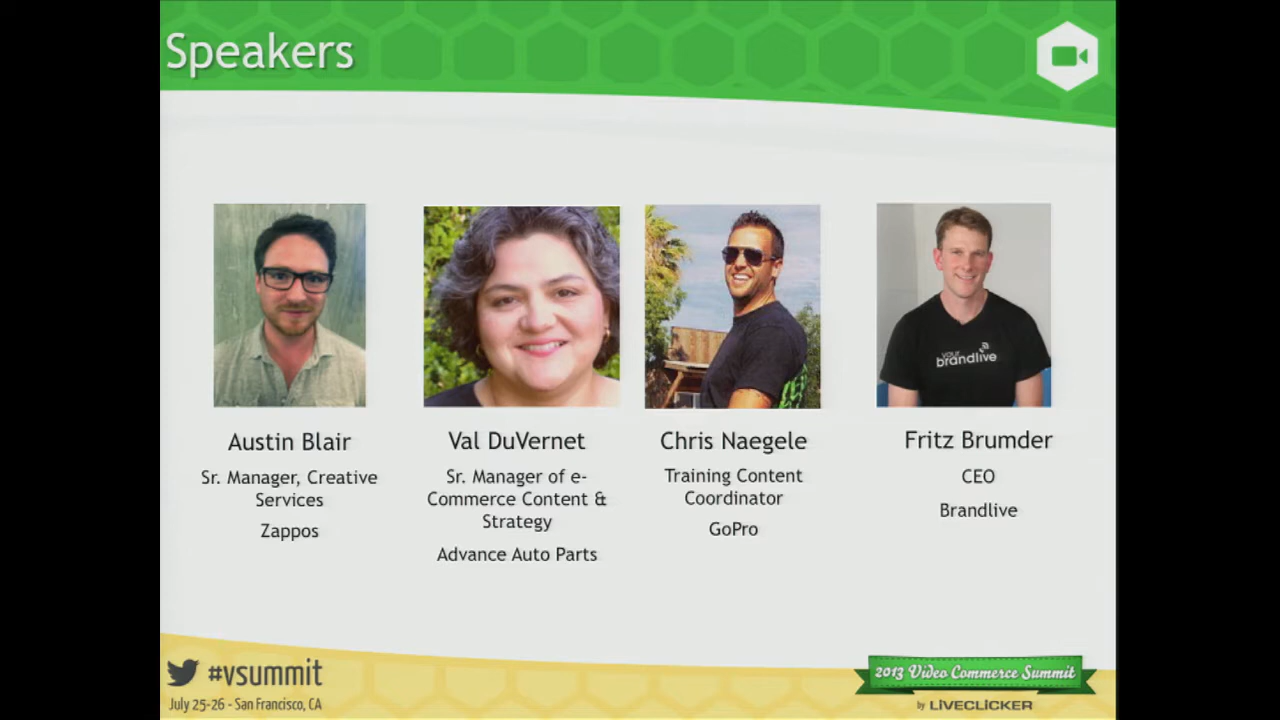 Speakers
your
brandlive
Austin Blair
Val DuVernet
Chris Naegele
Fritz Brumder
Sr. Manager, Creative
Services
Zappos
Sr. Manager of e-
Commerce Content &
Strategy
Advance Auto Parts
Training Content
Coordinator
GoPro
CEO
Brandlive
#vsummit
July 25-26 - San Francisco, CA
2013 Video Commerce Summit
by LIVECLICKER